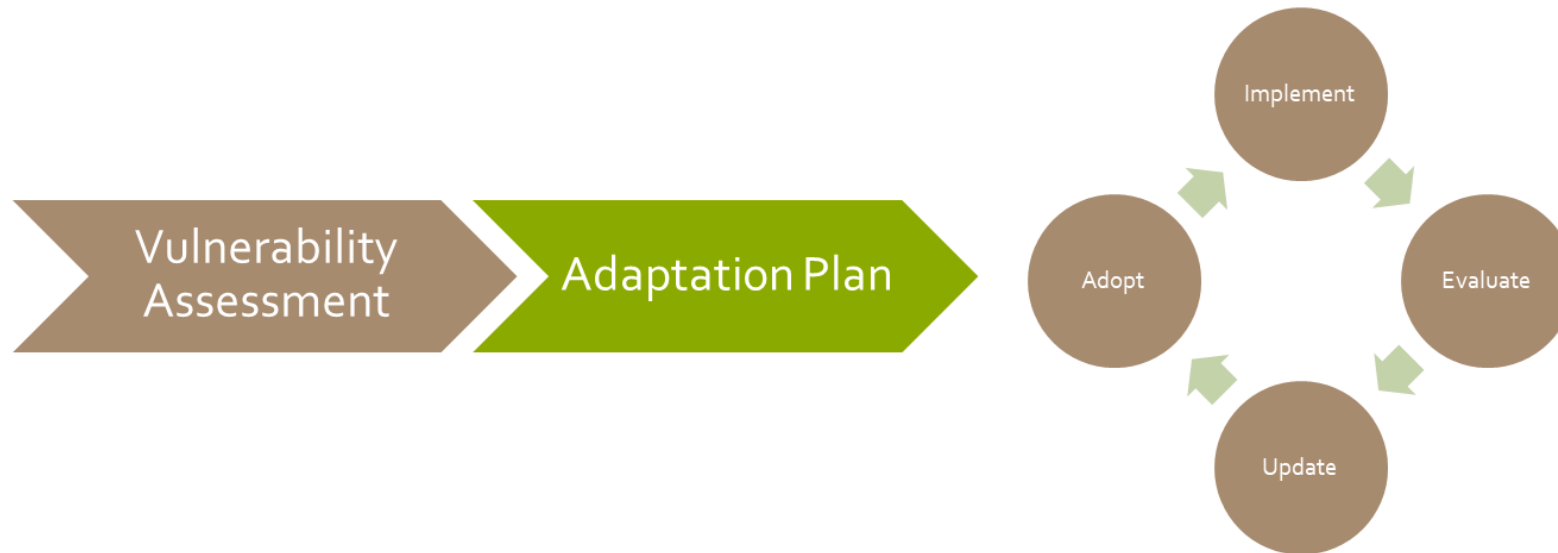 Vulnerability
Assessment
Adaptation Plan
Implement
Adopt
Evaluate
Update